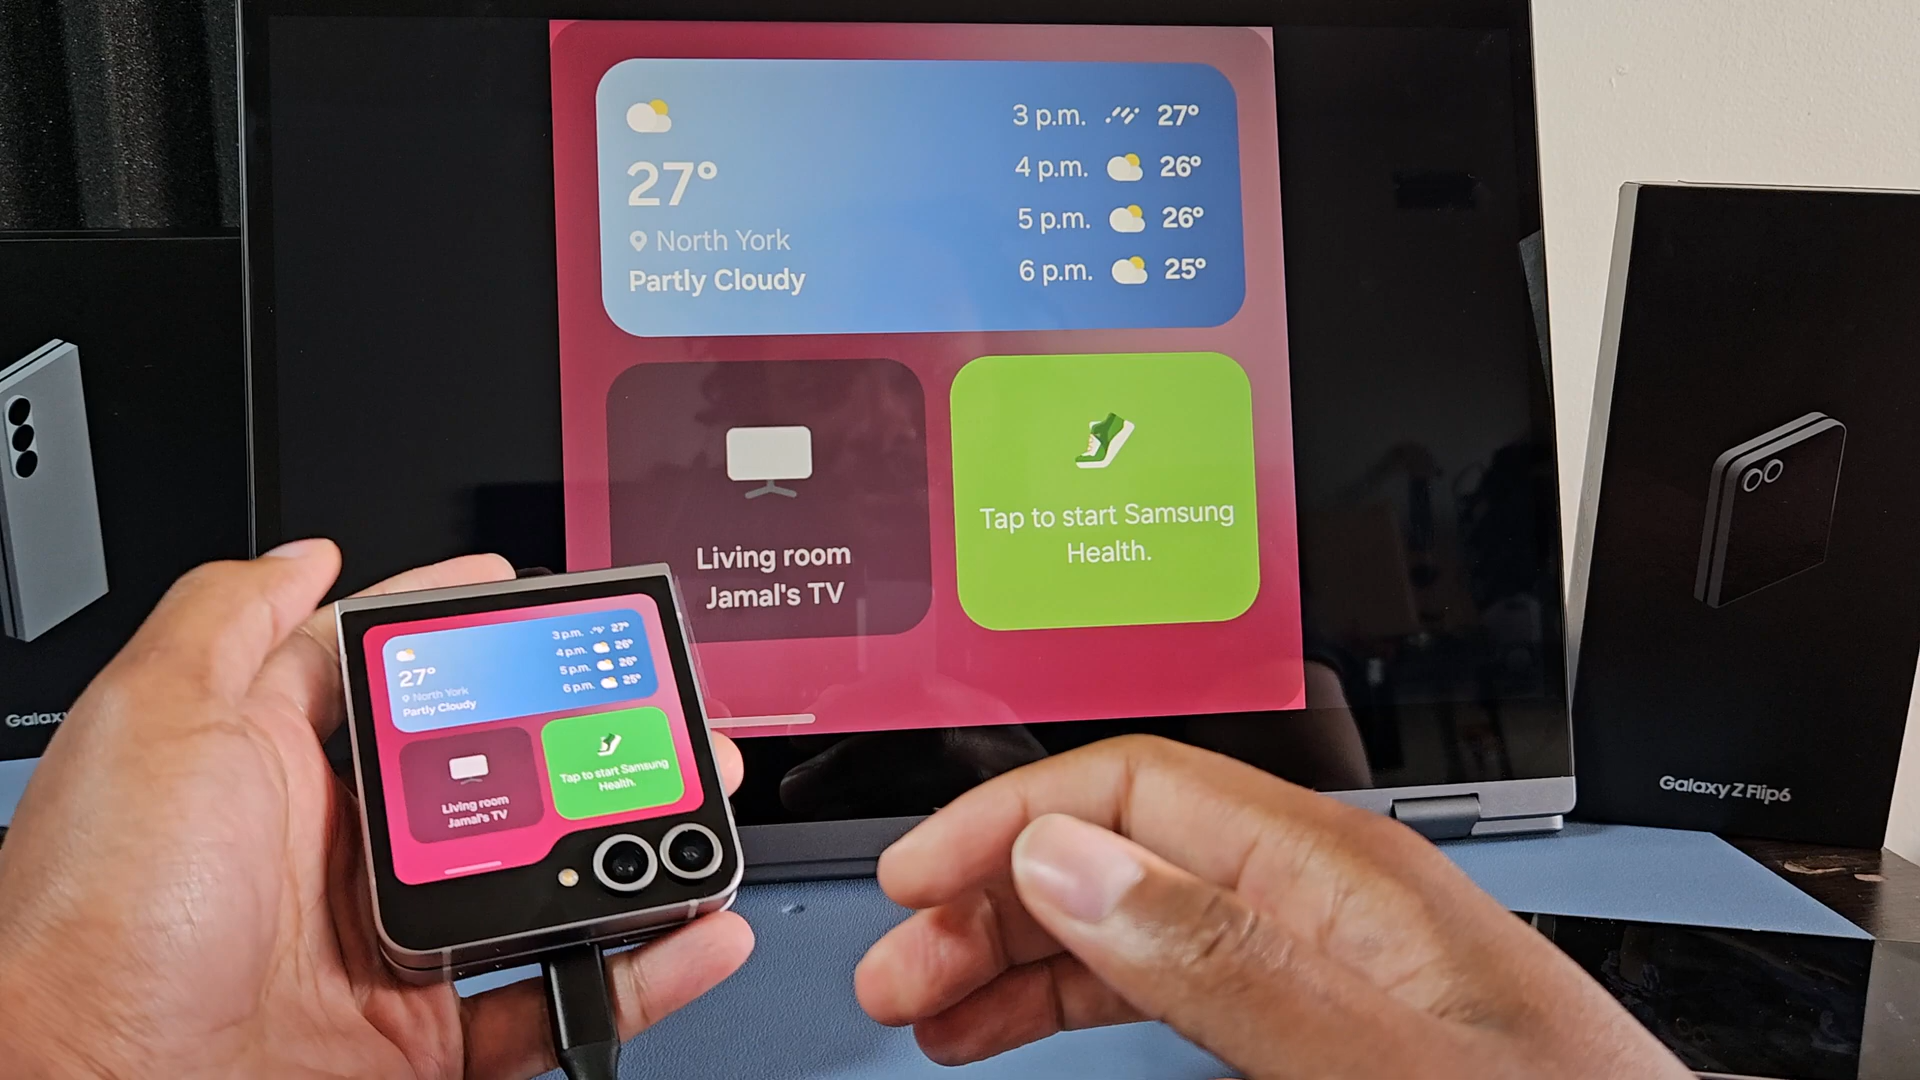 27°
North York
Partly Cloudy
3 p.m. 27°
4 p.m. 26°
5 p.m. 26°
6 p.m. 25°
Living room
Jamal's TV
Tap to start Samsung
Health.
27°
North York
Partly Cloudy
3 p.m. 27°
4 p.m. 26°
5 p.m. 26°
6 p.m. 25°
Living room
Jamal's TV
Tap to start Samsung
Health.
Galaxy
Galaxy Z Flip6